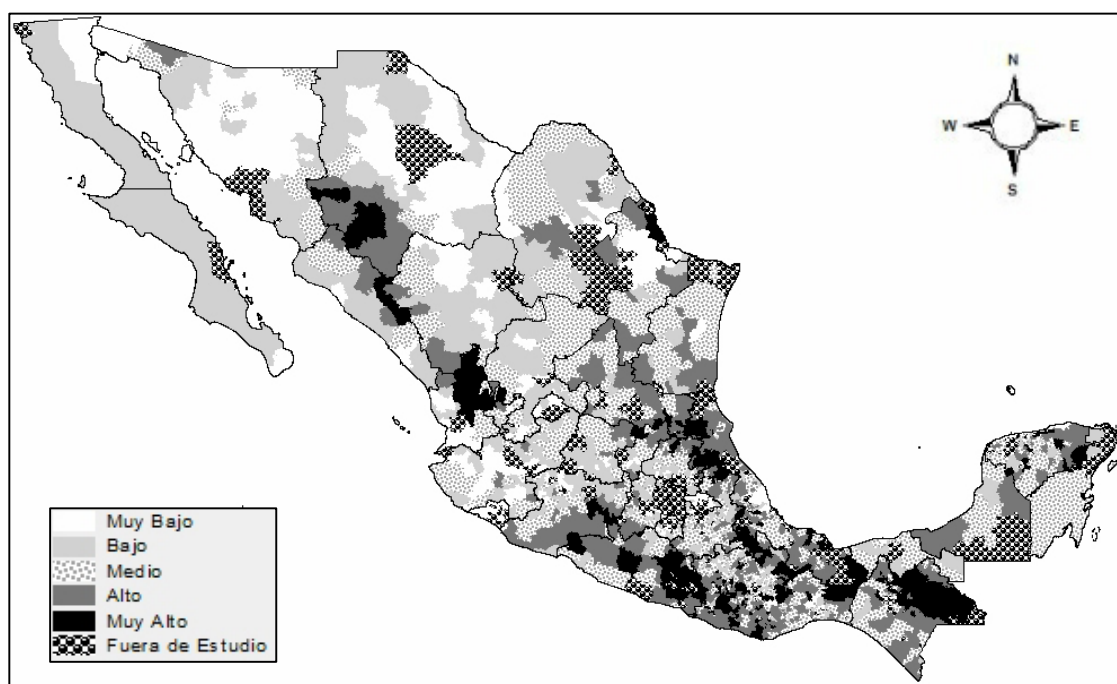 N
W
E
S
Muy Bajo
Bajo
Medio
Alto
Muy Alto
Fuera de Estudio